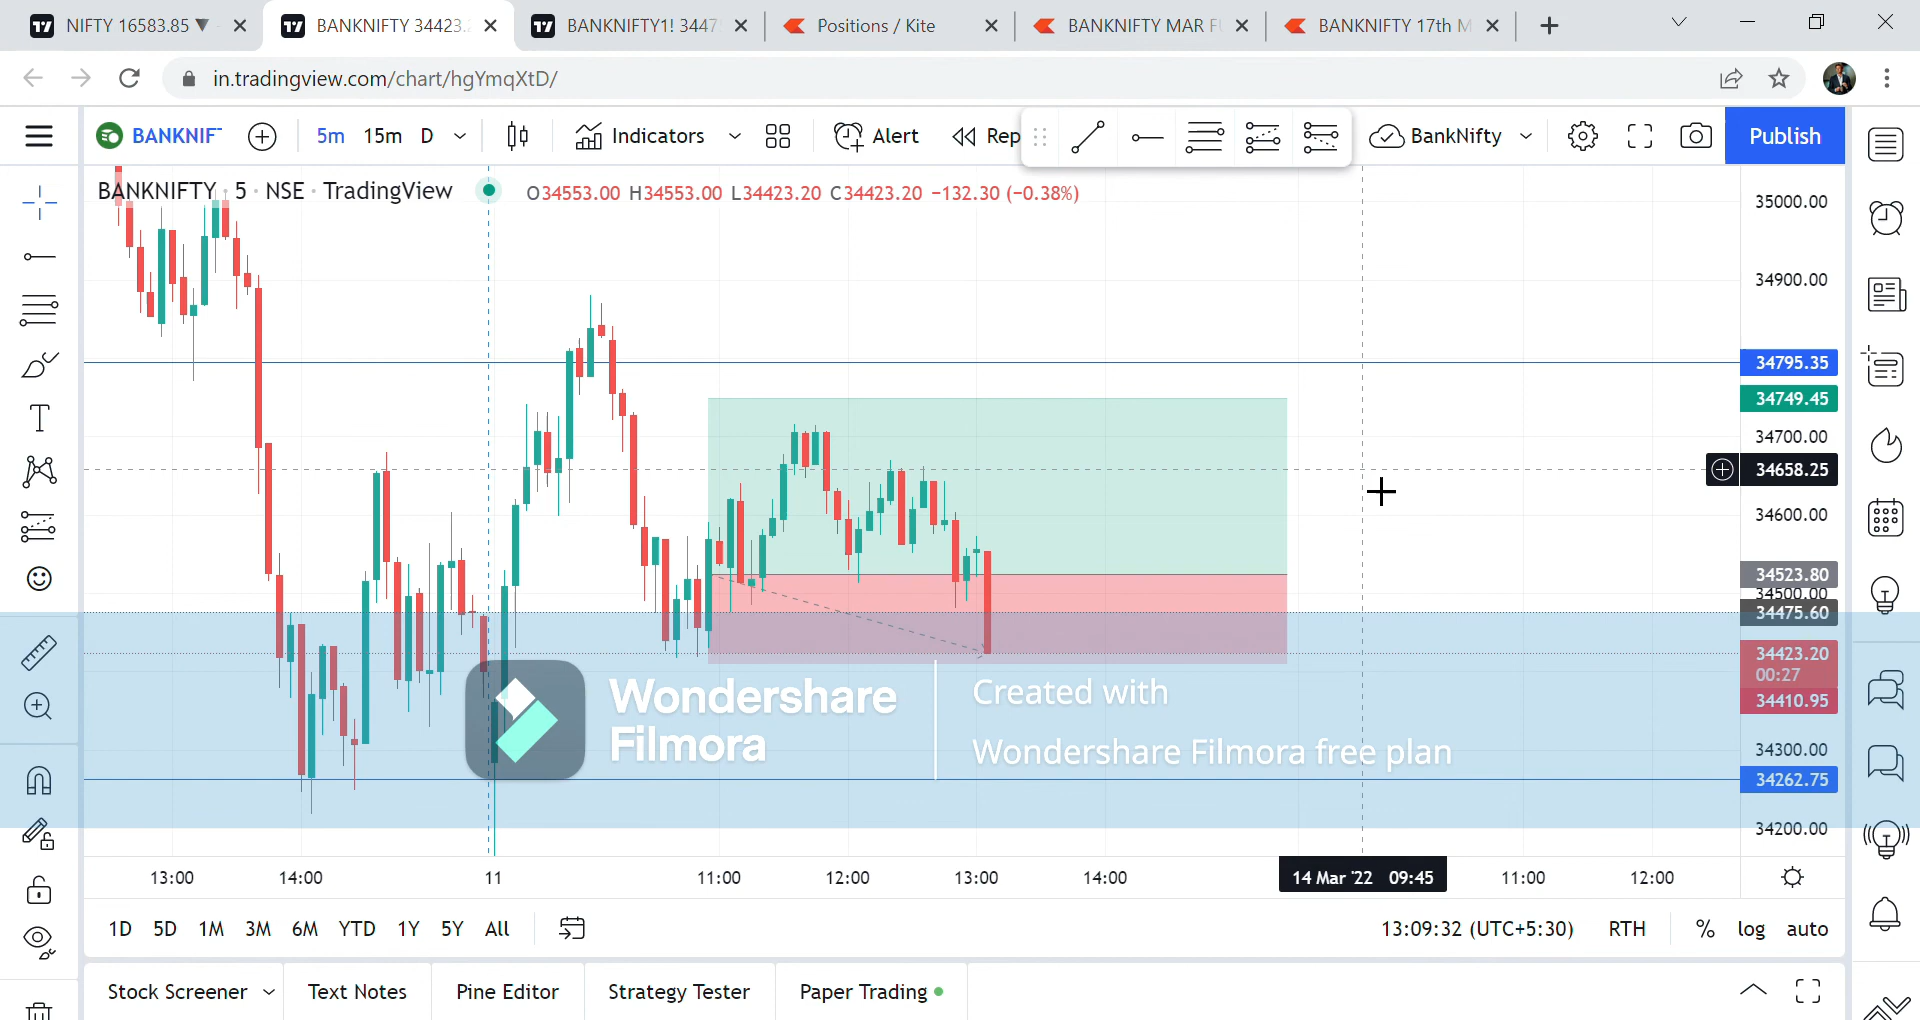 NIFTY 16583.85 ▼
BANKNIFTY 34423.
BANKNIFTY1! 3447
Positions / Kite
BANKNIFTY MAR FU
BANKNIFTY 17th M
in.tradingview.com/chart/hgYmqXtD/
BANKNIF
5m 15m D
Indicators
Alert
Rep
BankNifty
Publish
BANKNIFTY · 5 · NSE · TradingView
O34553.00 H34553.00 L34423.20 C34423.20 −132.30 (−0.38%)
35000.00
34900.00
34795.35
34749.45
34700.00
34658.25
34600.00
34523.80
34500.00
34475.60
34423.20
00:27
34410.95
34300.00
34262.75
34200.00
Wondershare
Filmora
Created with
Wondershare Filmora free plan
13:00 14:00 11 11:00 12:00 13:00 14:00 14 Mar '22 09:45 11:00 12:00
1D 5D 1M 3M 6M YTD 1Y 5Y All
13:09:32 (UTC+5:30) RTH % log auto
Stock Screener Text Notes Pine Editor Strategy Tester Paper Trading